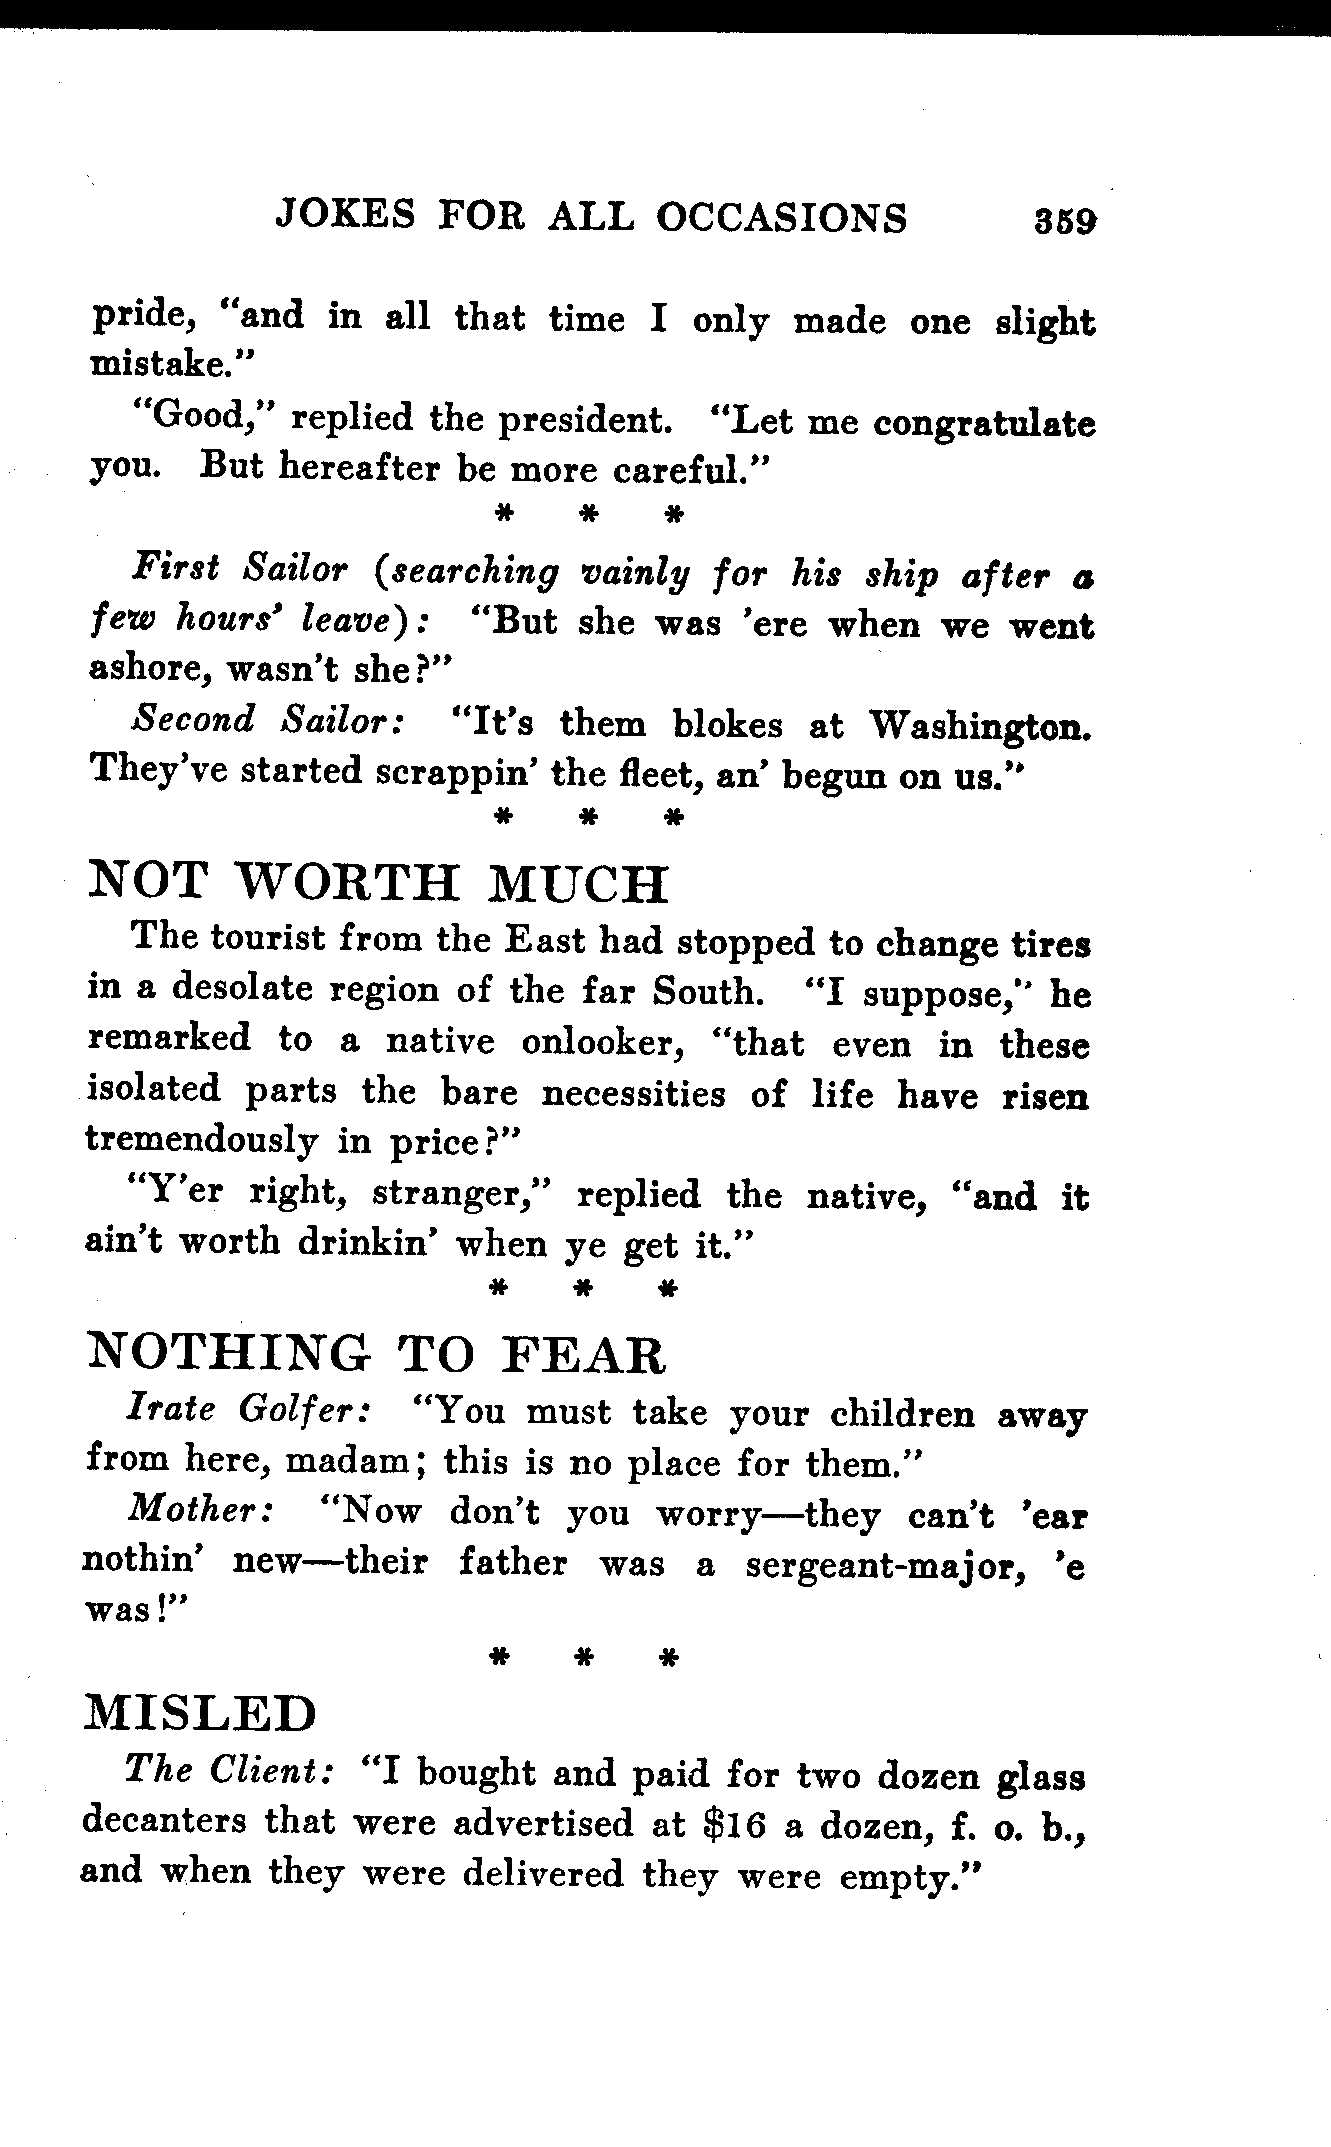 JOKES FOR ALL OCCASIONS 359
pride, "and in all that time I only made one slight
mistake."
"Good," replied the president. "Let me congratulate
you. But hereafter be more careful."
* * *
First Sailor (searching vainly for his ship after a
few hours' leave): "But she was 'ere when we went
ashore, wasn't she?"
Second Sailor: "It's them blokes at Washington.
They've started scrappin' the fleet, an' begun on us."
* * *
NOT WORTH MUCH
The tourist from the East had stopped to change tires
in a desolate region of the far South. "I suppose," he
remarked to a native onlooker, "that even in these
isolated parts the bare necessities of life have risen
tremendously in price?"
"Y'er right, stranger," replied the native, "and it
ain't worth drinkin' when ye get it."
* * *
NOTHING TO FEAR
Irate Golfer: "You must take your children away
from here, madam; this is no place for them."
Mother: "Now don't you worry—they can't 'ear
nothin' new—their father was a sergeant-major, 'e
was!"
* * *
MISLED
The Client: "I bought and paid for two dozen glass
decanters that were advertised at $16 a dozen, f. o. b.,
and when they were delivered they were empty."